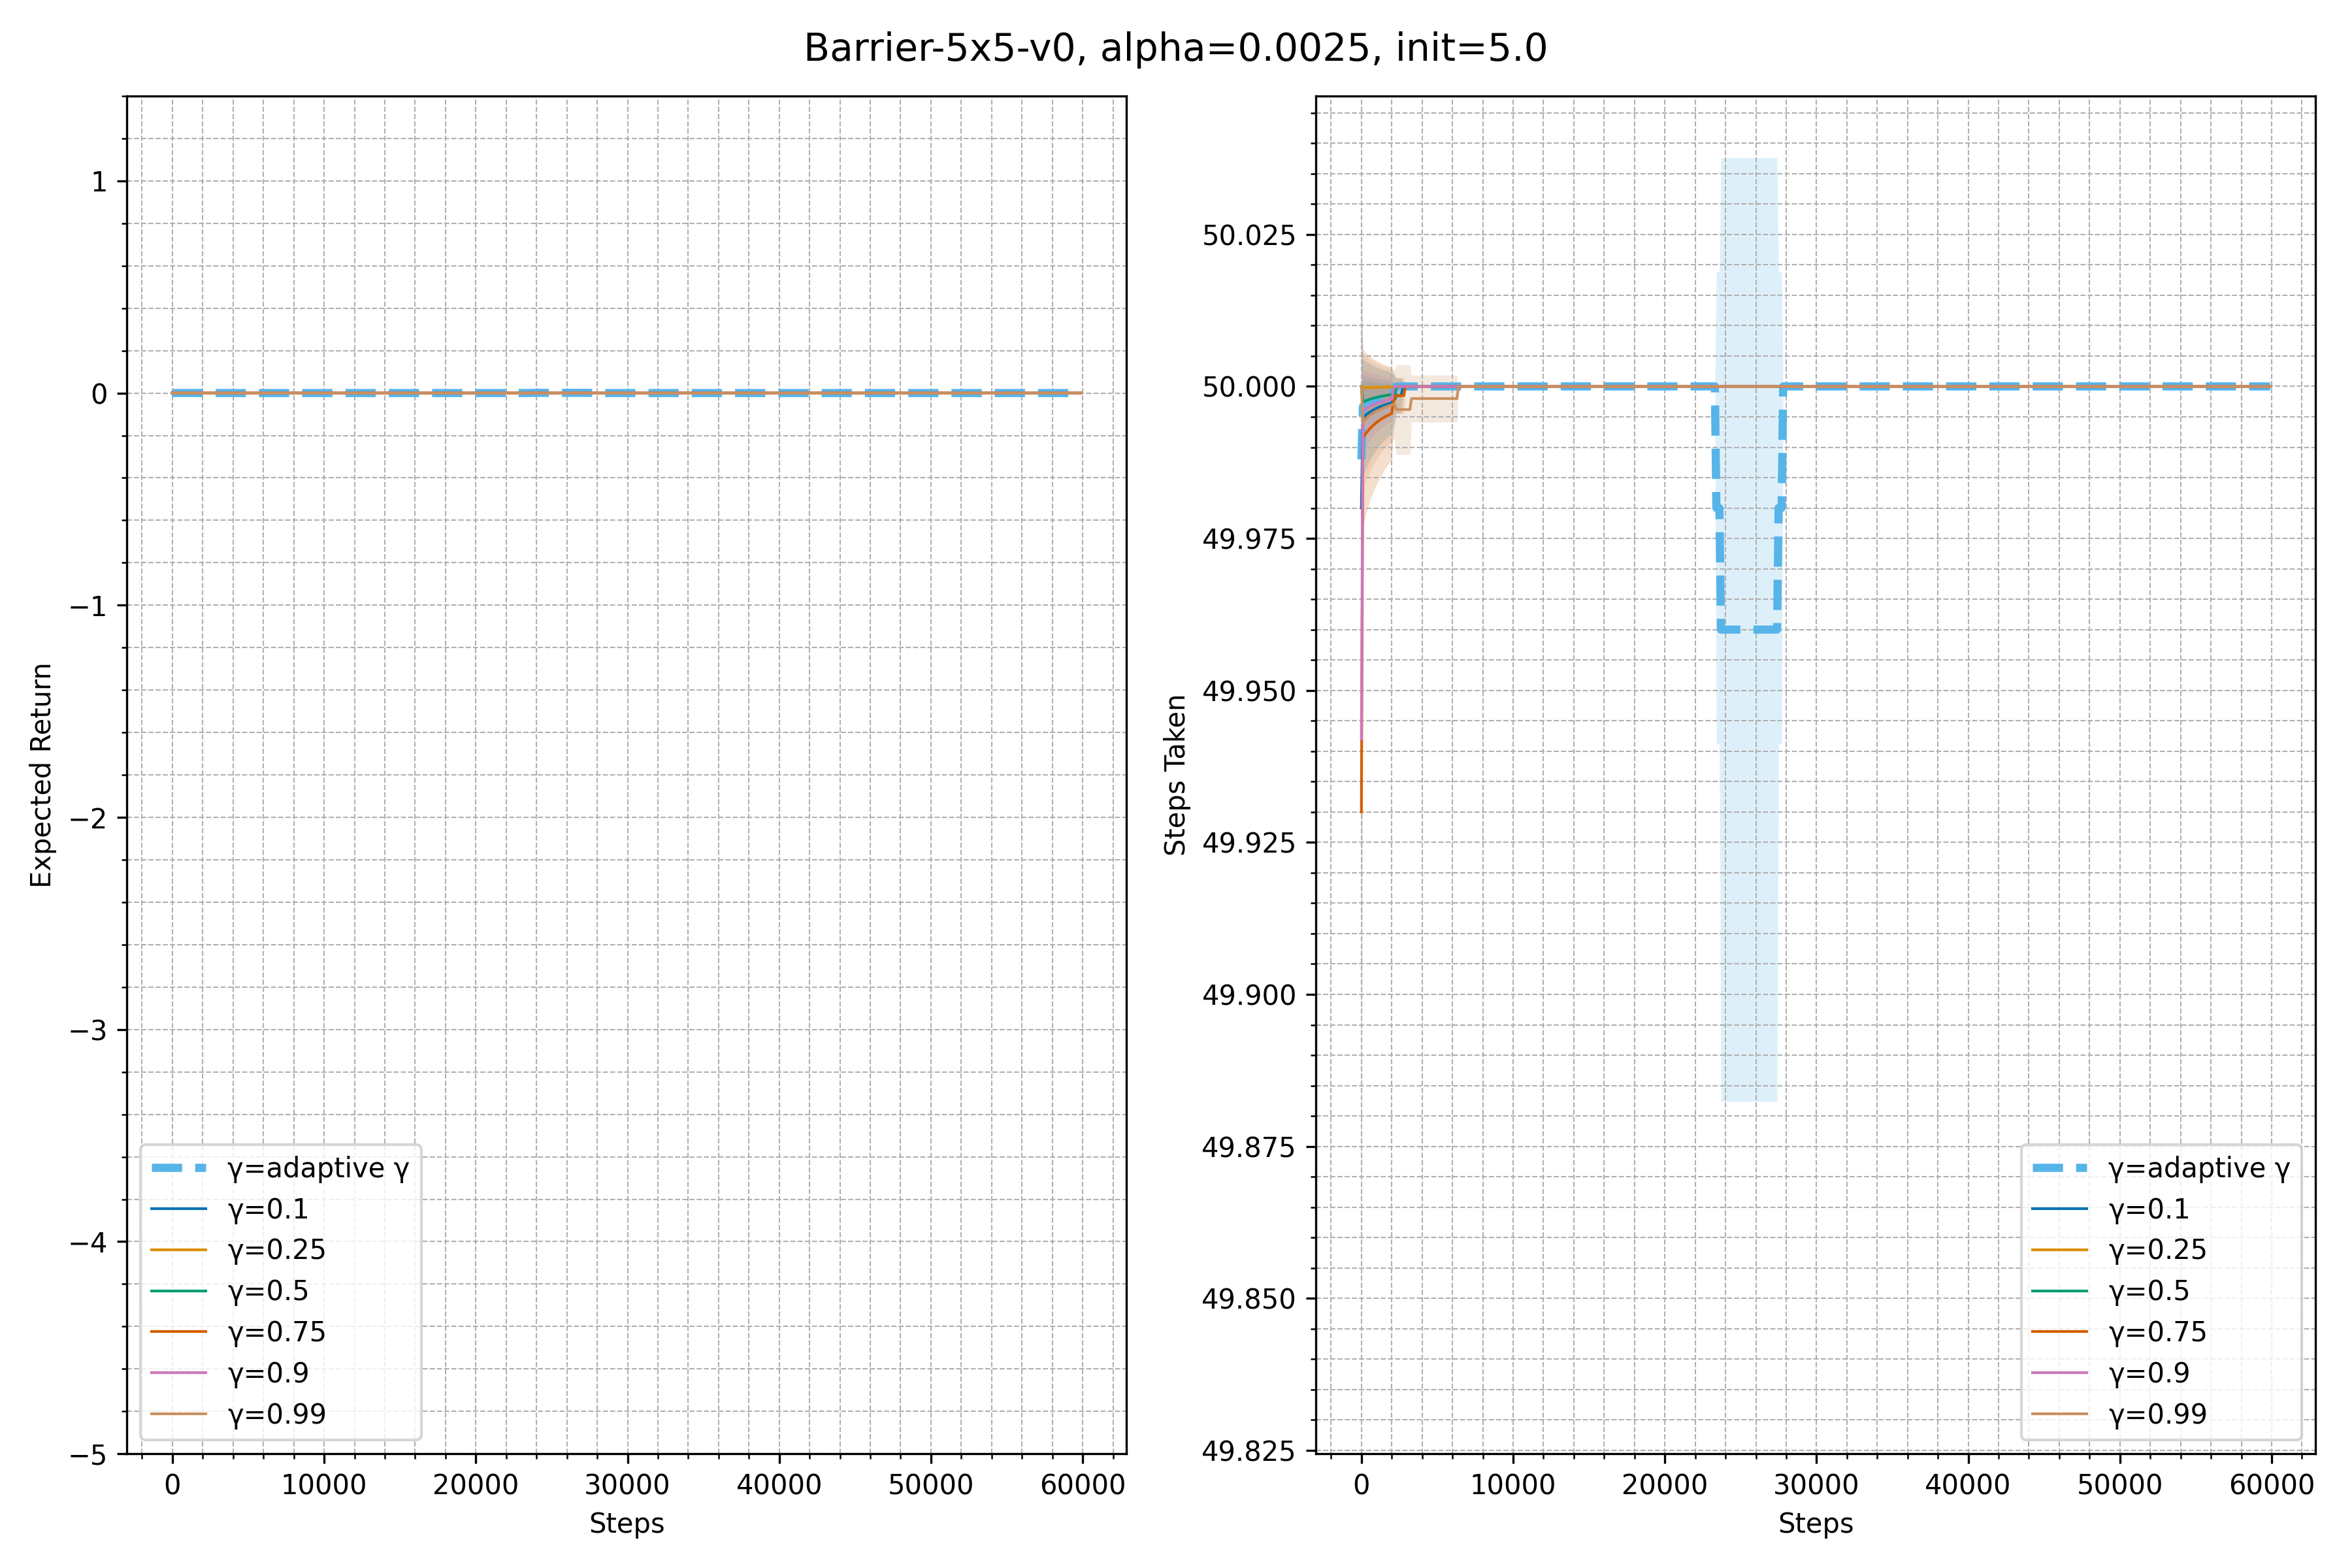 Barrier-5x5-v0, alpha=0.0025, init=5.0
Expected Return
1
0
−1
−2
−3
−4
−5
0
10000
20000
30000
40000
50000
60000
Steps
γ=adaptive γ
γ=0.1
γ=0.25
γ=0.5
γ=0.75
γ=0.9
γ=0.99
Steps Taken
50.025
50.000
49.975
49.950
49.925
49.900
49.875
49.850
49.825
0
10000
20000
30000
40000
50000
60000
Steps
γ=adaptive γ
γ=0.1
γ=0.25
γ=0.5
γ=0.75
γ=0.9
γ=0.99